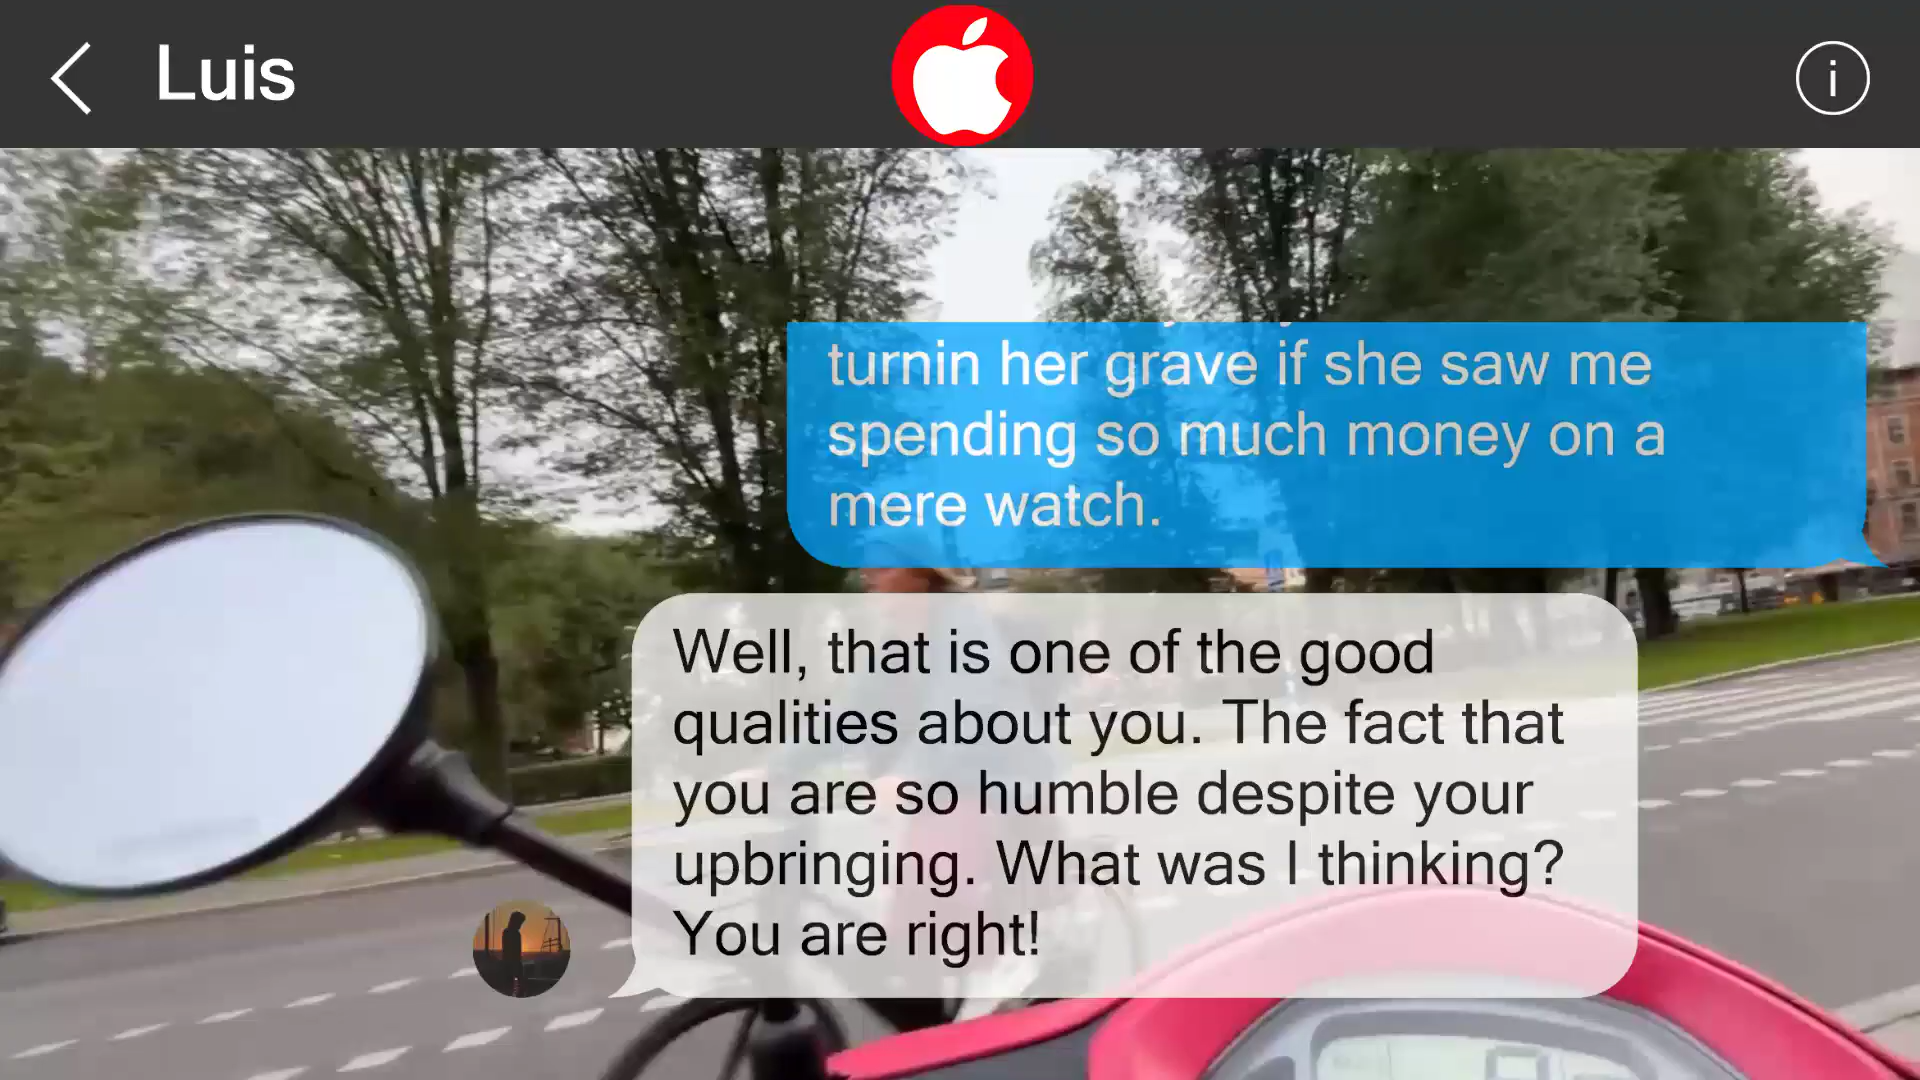 Luis
turnin her grave if she saw me
spending so much money on a
mere watch.
Well, that is one of the good
qualities about you. The fact that
you are so humble despite your
upbringing. What was I thinking?
You are right!